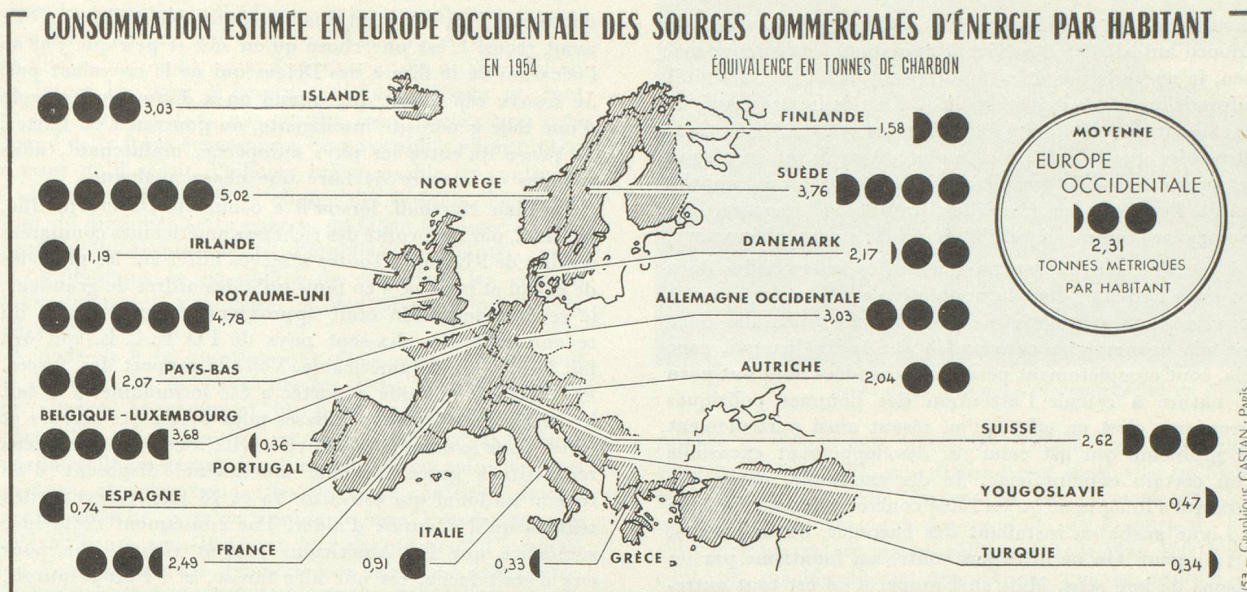 CONSOMMATION ESTIMÉE EN EUROPE OCCIDENTALE DES SOURCES COMMERCIALES D'ÉNERGIE PAR HABITANT
EN 1954
ÉQUIVALENCE EN TONNES DE CHARBON
ISLANDE
3,03
NORVÈGE
5,02
IRLANDE
1,19
ROYAUME-UNI
4,78
PAYS-BAS
2,07
BELGIQUE - LUXEMBOURG
3,68
0,36
PORTUGAL
ESPAGNE
0,74
FRANCE
2,49
ITALIE
0,91
GRÈCE
0,33
FINLANDE
1,58
SUÈDE
3,76
DANEMARK
2,17
ALLEMAGNE OCCIDENTALE
3,03
AUTRICHE
2,04
SUISSE
2,62
YOUGOSLAVIE
0,47
TURQUIE
0,34
MOYENNE
EUROPE
OCCIDENTALE
2,31
TONNES MÉTRIQUES
PAR HABITANT
Graphique CASTAN, Paris